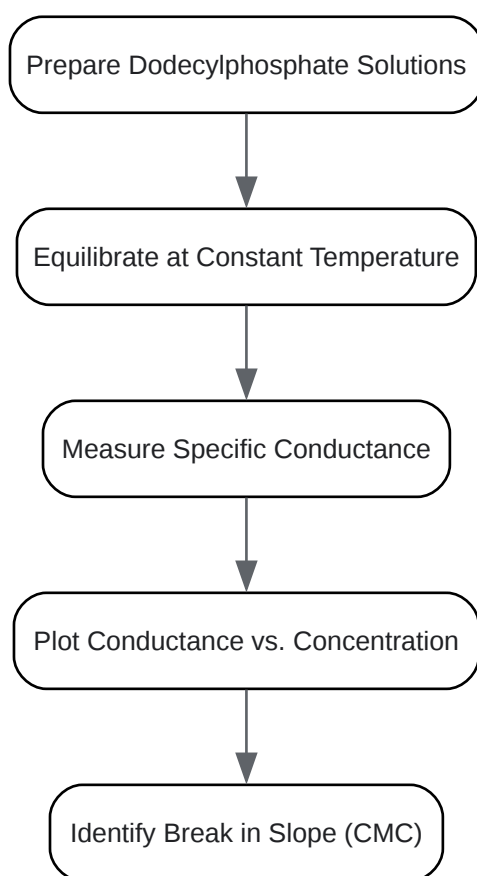 Prepare Dodecylphosphate Solutions
Equilibrate at Constant Temperature
Measure Specific Conductance
Plot Conductance vs. Concentration
Identify Break in Slope (CMC)